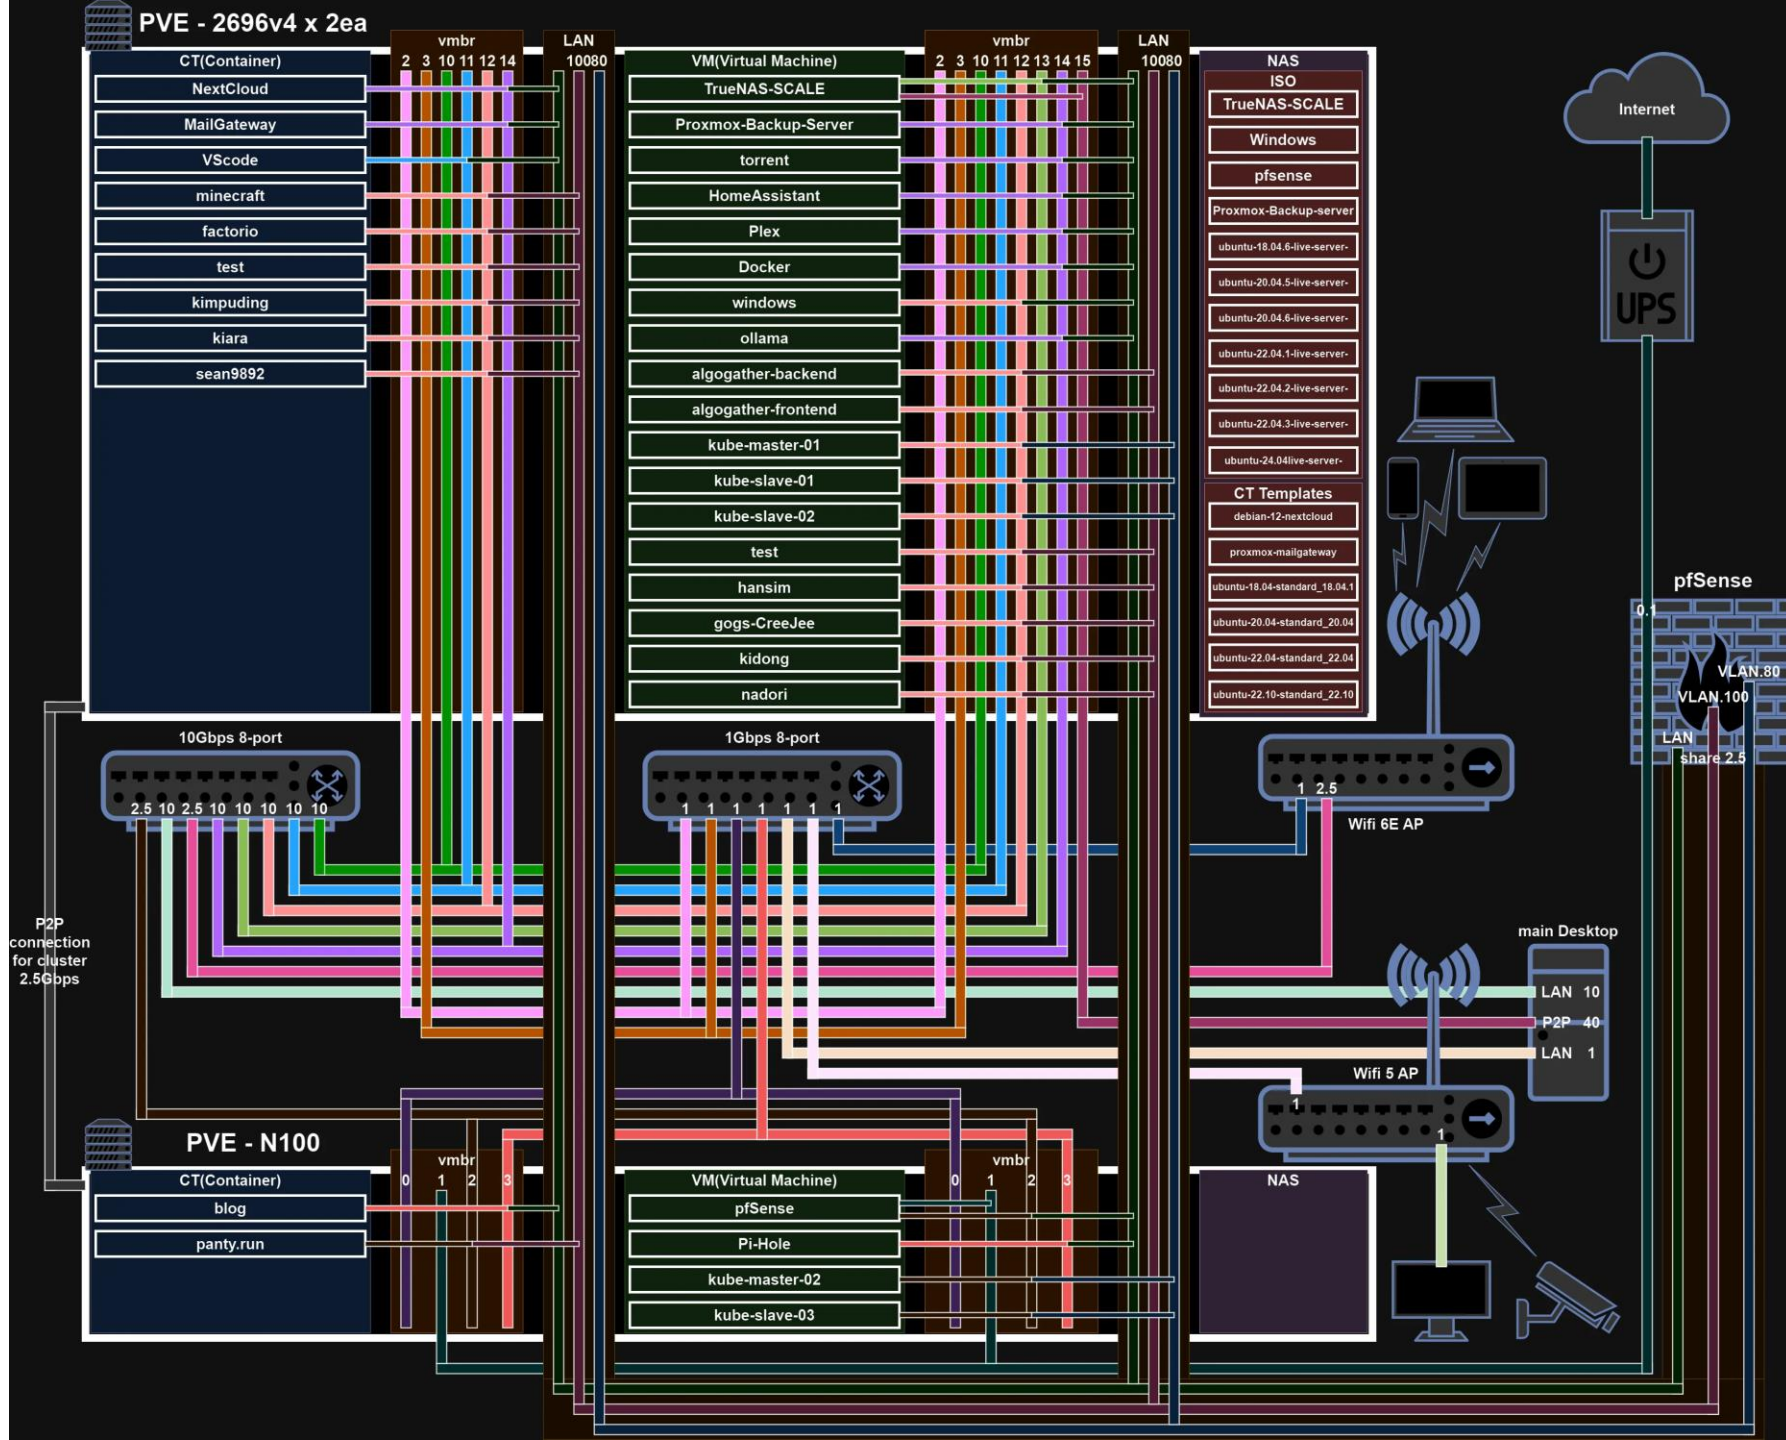 PVE - 2696v4 x 2ea
vmbr
LAN
vmbr
LAN
CT(Container)
2 3 10 11 12 14
10080
VM(Virtual Machine)
2 3 10 11 12 13 14 15
10080
NAS
NextCloud
MailGateway
VScode
minecraft
factorio
test
kimpuding
kiara
sean9892
TrueNAS-SCALE
Proxmox-Backup-Server
torrent
HomeAssistant
Plex
Docker
windows
ollama
algogather-backend
algogather-frontend
kube-master-01
kube-slave-01
kube-slave-02
test
hansim
gogs-CreeJee
kidong
nadori
ISO
TrueNAS-SCALE
Windows
pfsense
Proxmox-Backup-server
ubuntu-18.04.6-live-server-
ubuntu-20.04.5-live-server-
ubuntu-20.04.6-live-server-
ubuntu-22.04.1-live-server-
ubuntu-22.04.2-live-server-
ubuntu-22.04.3-live-server-
ubuntu-24.04live-server-
CT Templates
debian-12-nextcloud
proxmox-mailgateway
ubuntu-18.04-standard_18.04.1
ubuntu-20.04-standard_20.04
ubuntu-22.04-standard_22.04
ubuntu-22.10-standard_22.10
Internet
UPS
pfSense
0.1
VLAN.80
VLAN.100
LAN
share 2.5
10Gbps 8-port
2.5 10 2.5 10 10 10 10 10
1Gbps 8-port
1 1 1 1 1 1 1
1 2.5
Wifi 6E AP
P2P
connection
for cluster
2.5Gbps
main Desktop
LAN 10
P2P 40
LAN 1
Wifi 5 AP
1
1
PVE - N100
vmbr
vmbr
CT(Container)
0 1 2 3
VM(Virtual Machine)
0 1 2 3
NAS
blog
panty.run
pfSense
Pi-Hole
kube-master-02
kube-slave-03